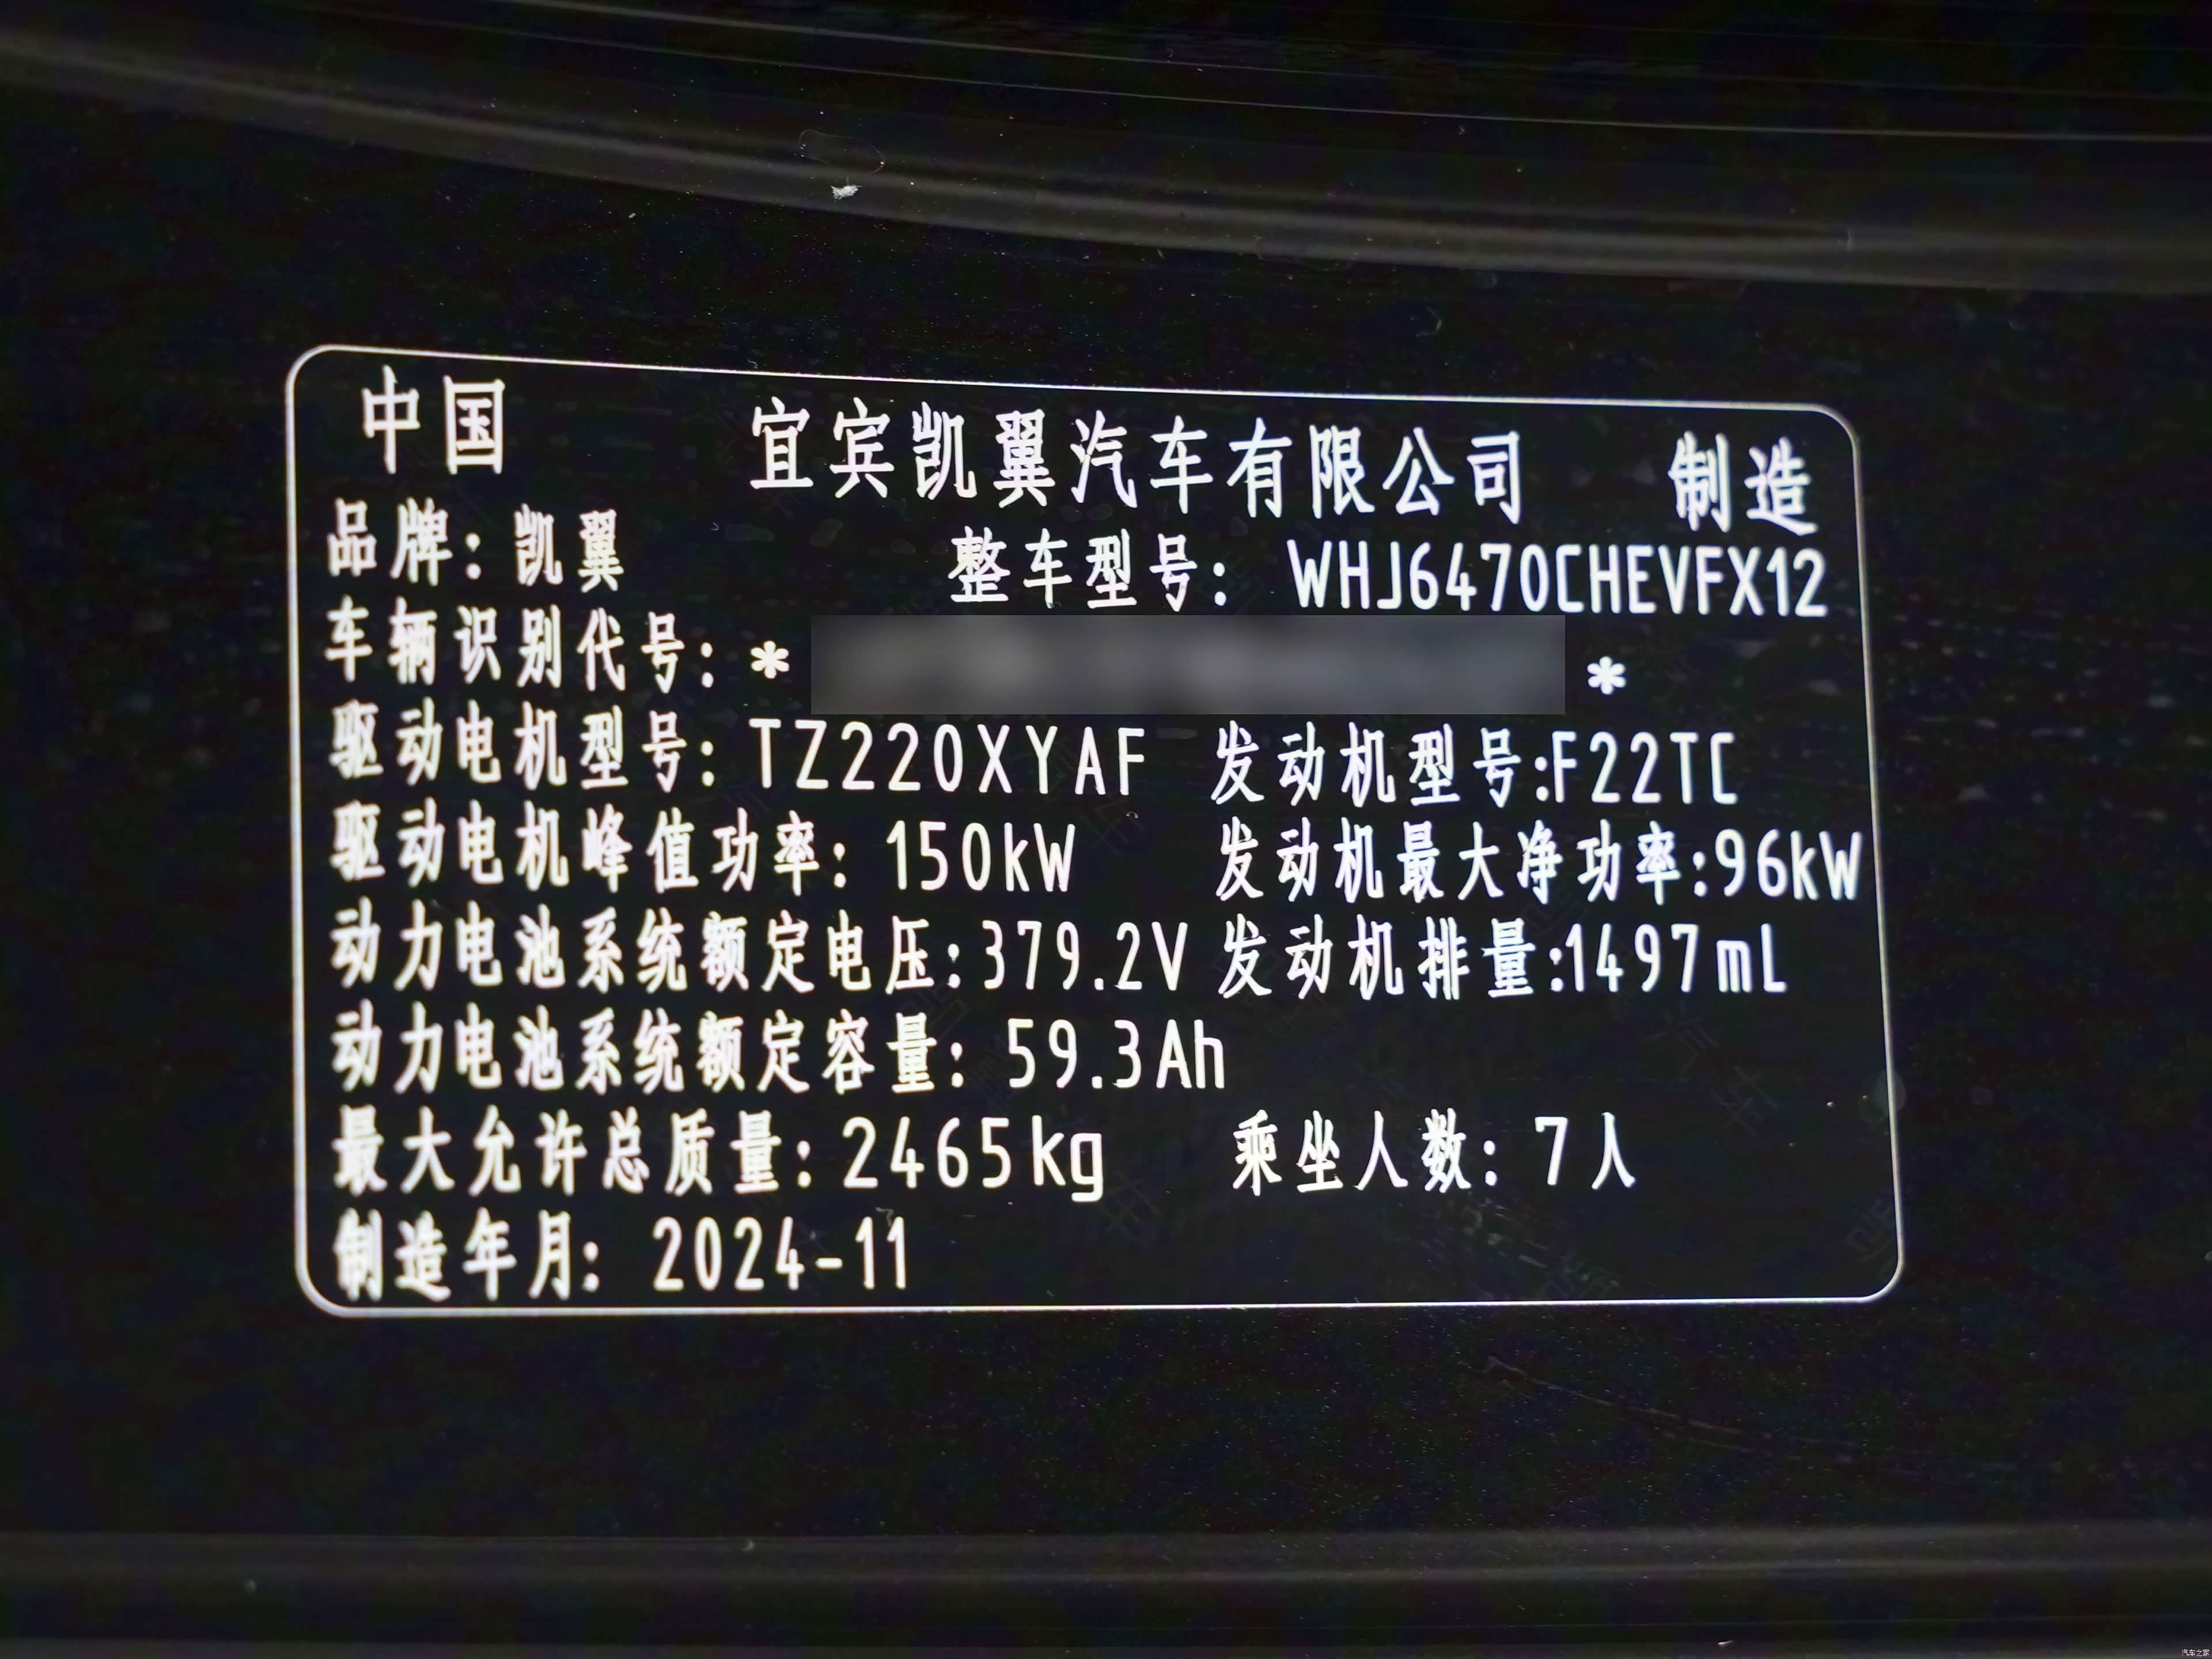 中国 宜宾凯翼汽车有限公司 制造
品牌：凯翼 整车型号：WHJ6470CHEVFX12
车辆识别代号：* *
驱动电机型号：TZ220XYAF 发动机型号:F22TC
驱动电机峰值功率：150kW 发动机最大净功率:96kW
动力电池系统额定电压:379.2V 发动机排量:1497mL
动力电池系统额定容量：59.3Ah
最大允许总质量：2465kg 乘坐人数：7人
制造年月：2024-11
汽车之家